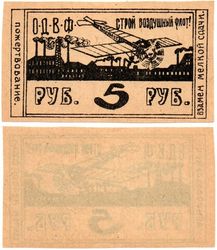 пожертвование.
О.Д.В.Ф. СТРОЙ ВОЗДУШНЫЙ ФЛОТ!
РУБ. 5 РУБ.
взамен мелкой сдачи.